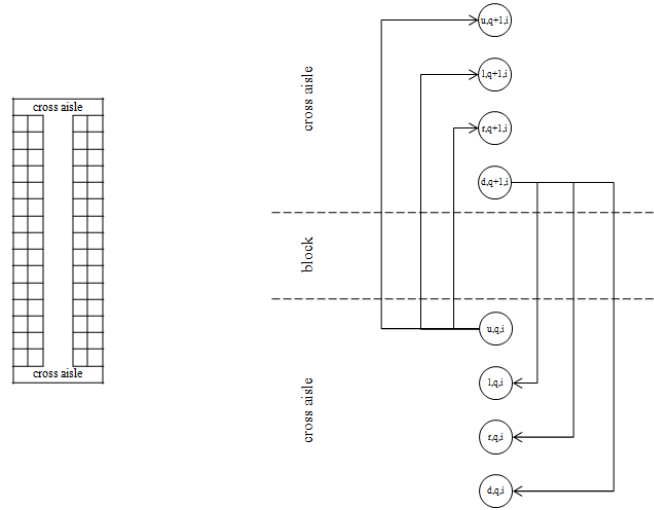 cross aisle
cross aisle
cross aisle
block
cross aisle
u,q+1,i
l,q+1,i
r,q+1,i
d,q+1,i
u,q,i
l,q,i
r,q,i
d,q,i